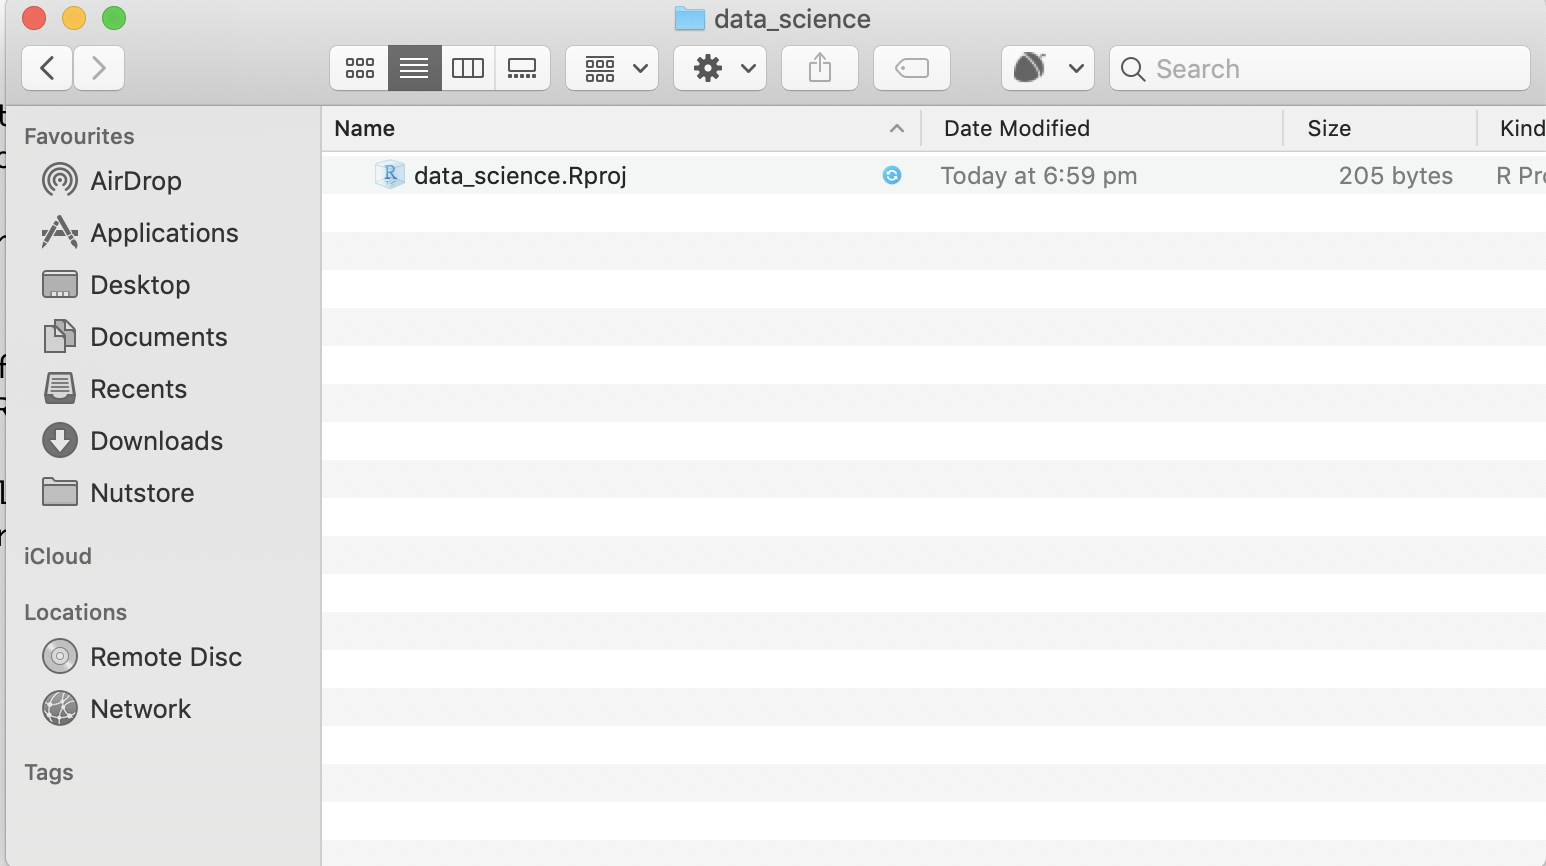 data_science
Search
Favourites
AirDrop
Applications
Desktop
Documents
Recents
Downloads
Nutstore
iCloud
Locations
Remote Disc
Network
Tags
Name Date Modified Size Kind
R data_science.Rproj Today at 6:59 pm 205 bytes R Pro